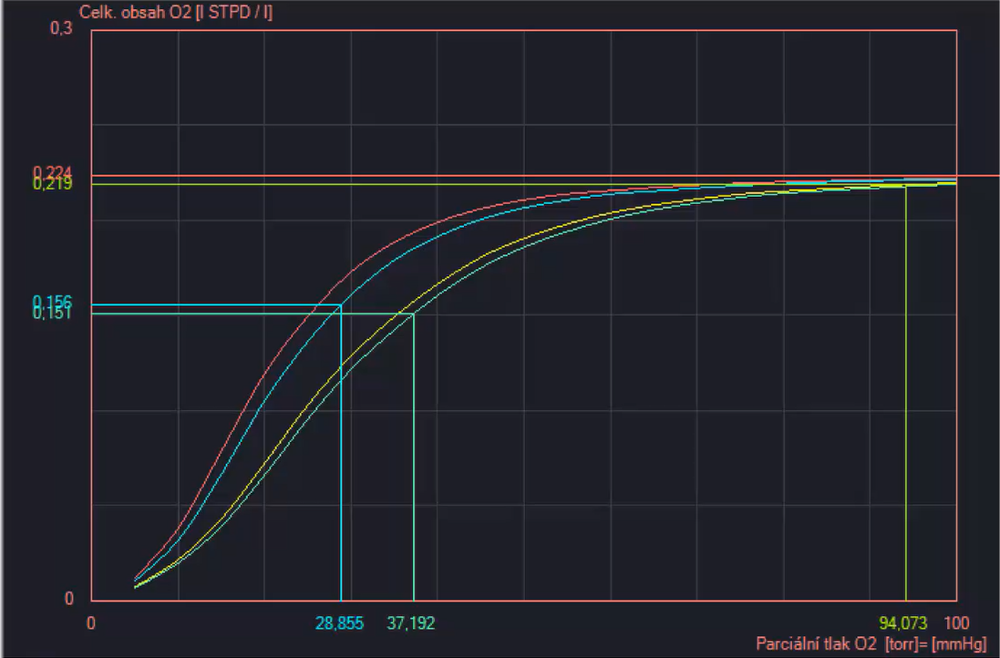 Celk. obsah O2 [l STPD / l]
0,3
0,224
0,219
0,156
0,151
0
0 28,855 37,192 94,073 100
Parciální tlak O2 [torr]= [mmHg]